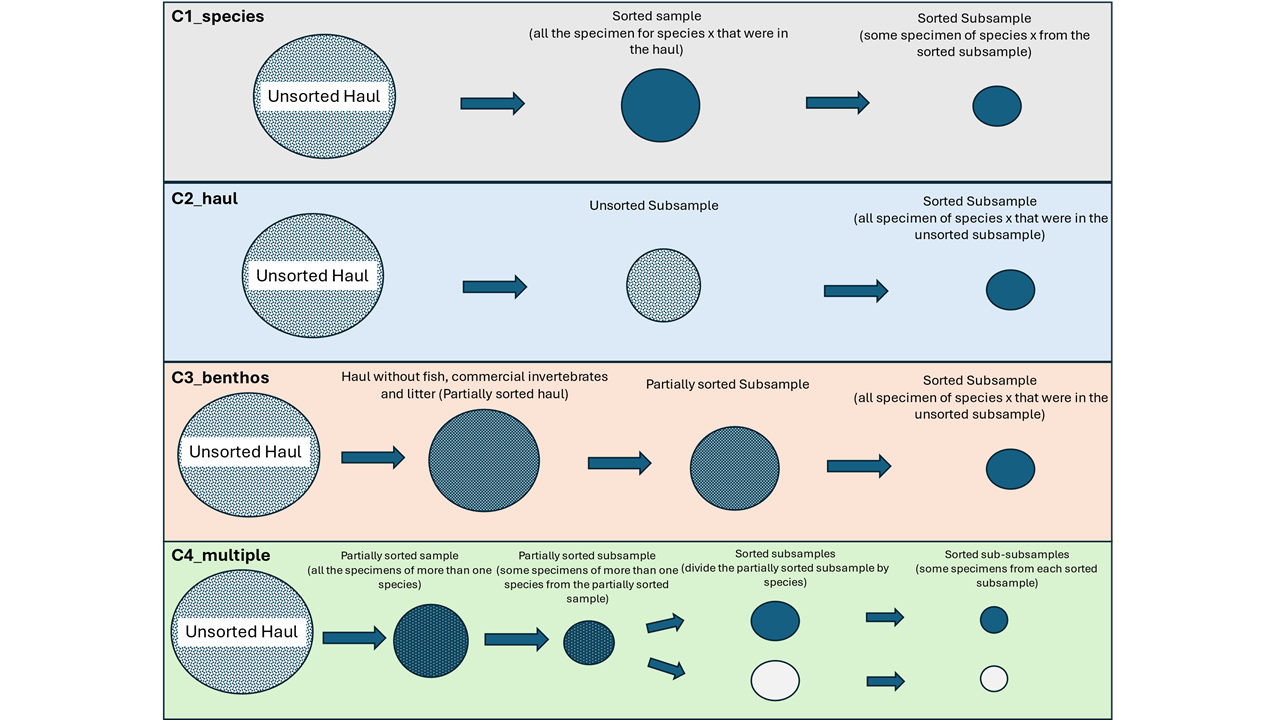 C1_species
Sorted sample
(all the specimen for species x that were in
the haul)
Sorted Subsample
(some specimen of species x from the
sorted subsample)
Unsorted Haul
C2_haul
Unsorted Subsample
Sorted Subsample
(all specimen of species x that were in the
unsorted subsample)
Unsorted Haul
C3_benthos
Haul without fish, commercial invertebrates
and litter (Partially sorted haul)
Partially sorted Subsample
Sorted Subsample
(all specimen of species x that were in the
unsorted subsample)
Unsorted Haul
C4_multiple
Partially sorted sample
(all the specimens of more than one
species)
Partially sorted subsample
(some specimens of more than one
species from the partially sorted
sample)
Sorted subsamples
(divide the partially sorted subsample by
species)
Sorted sub-subsamples
(some specimens from each sorted
subsample)
Unsorted Haul